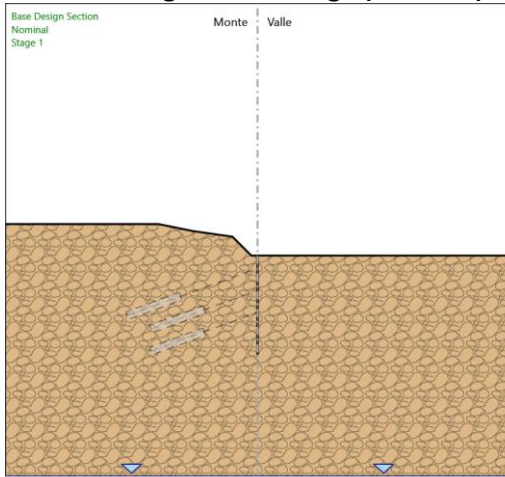 Base Design Section
Nominal
Stage 1
Monte
Valle